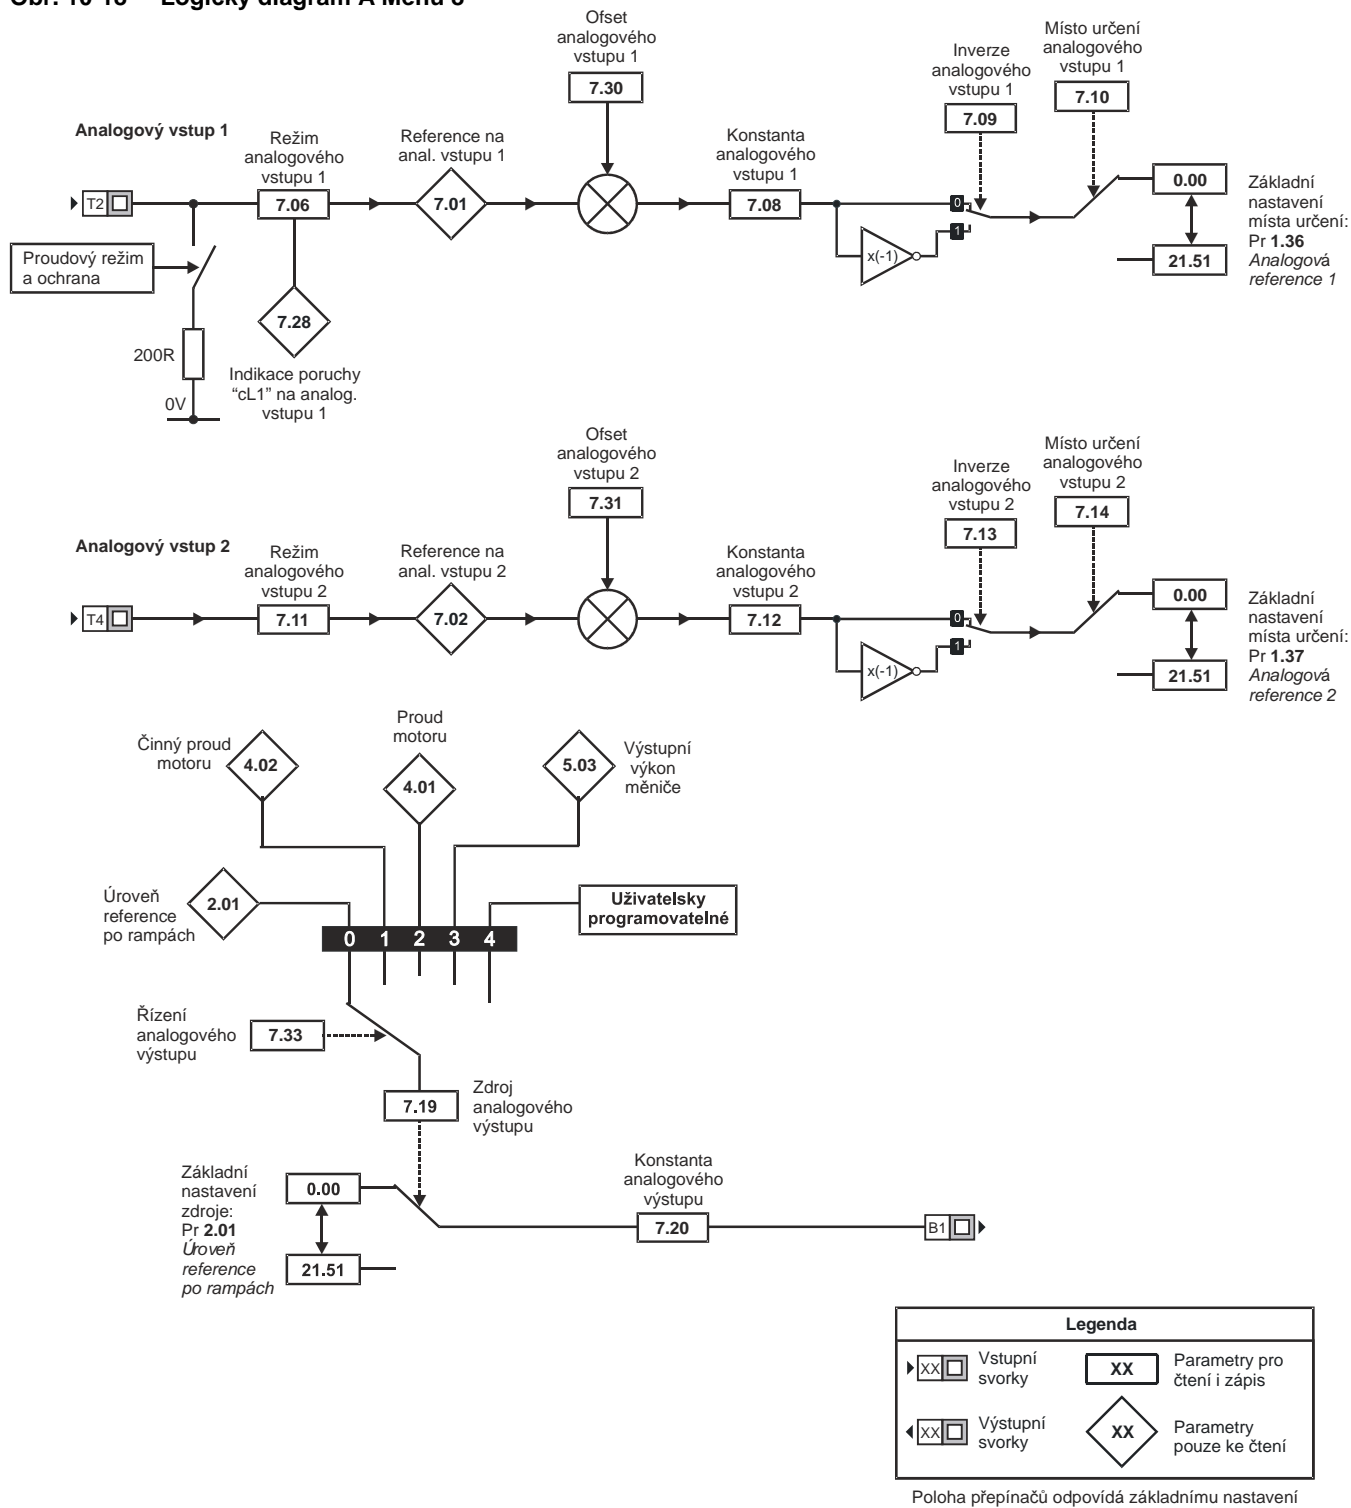 Obr. 10-18 Logický diagram A Menu 8
Ofset
analogového
vstupu 1
7.30
Místo určení
analogového
vstupu 1
7.10
Inverze
analogového
vstupu 1
7.09
Analogový vstup 1
Režim
analogového
vstupu 1
7.06
Reference na
anal. vstupu 1
7.01
Konstanta
analogového
vstupu 1
7.08
T2
0
1
x(-1)
0.00
21.51
Základní
nastavení
místa určení:
Pr 1.36
Analogová
reference 1
Proudový režim
a ochrana
7.28
200R
0V
Indikace poruchy
“cL1” na analog.
vstupu 1
Ofset
analogového
vstupu 2
7.31
Místo určení
analogového
vstupu 2
7.14
Inverze
analogového
vstupu 2
7.13
Analogový vstup 2
Režim
analogového
vstupu 2
7.11
Reference na
anal. vstupu 2
7.02
Konstanta
analogového
vstupu 2
7.12
T4
0
1
x(-1)
0.00
21.51
Základní
nastavení
místa určení:
Pr 1.37
Analogová
reference 2
Činný proud
motoru
4.02
Proud
motoru
4.01
5.03
Výstupní
výkon
měniče
Úroveň
reference
po rampách
2.01
Uživatelsky
programovatelné
0 1 2 3 4
Řízení
analogového
výstupu
7.33
7.19
Zdroj
analogového
výstupu
Základní
nastavení
zdroje:
Pr 2.01
Úroveň
reference
po rampách
0.00
21.51
Konstanta
analogového
výstupu
7.20
B1
Legenda
XX
Vstupní
svorky
XX
Parametry pro
čtení i zápis
XX
Výstupní
svorky
XX
Parametry
pouze ke čtení
Poloha přepínačů odpovídá základnímu nastavení